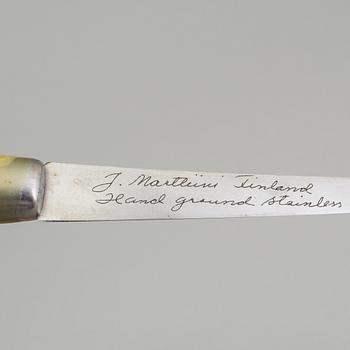 J. Marttiini Finland
Hand ground stainless